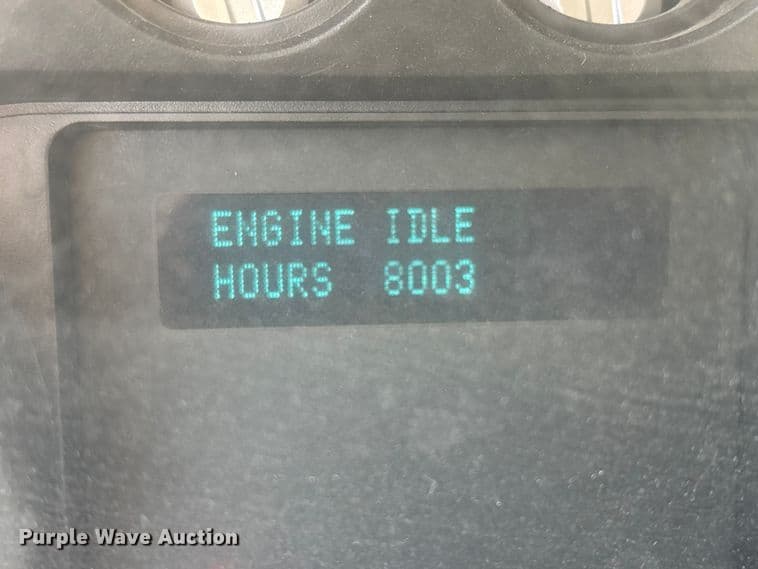 ENGINE IDLE
HOURS 8003
Purple Wave Auction